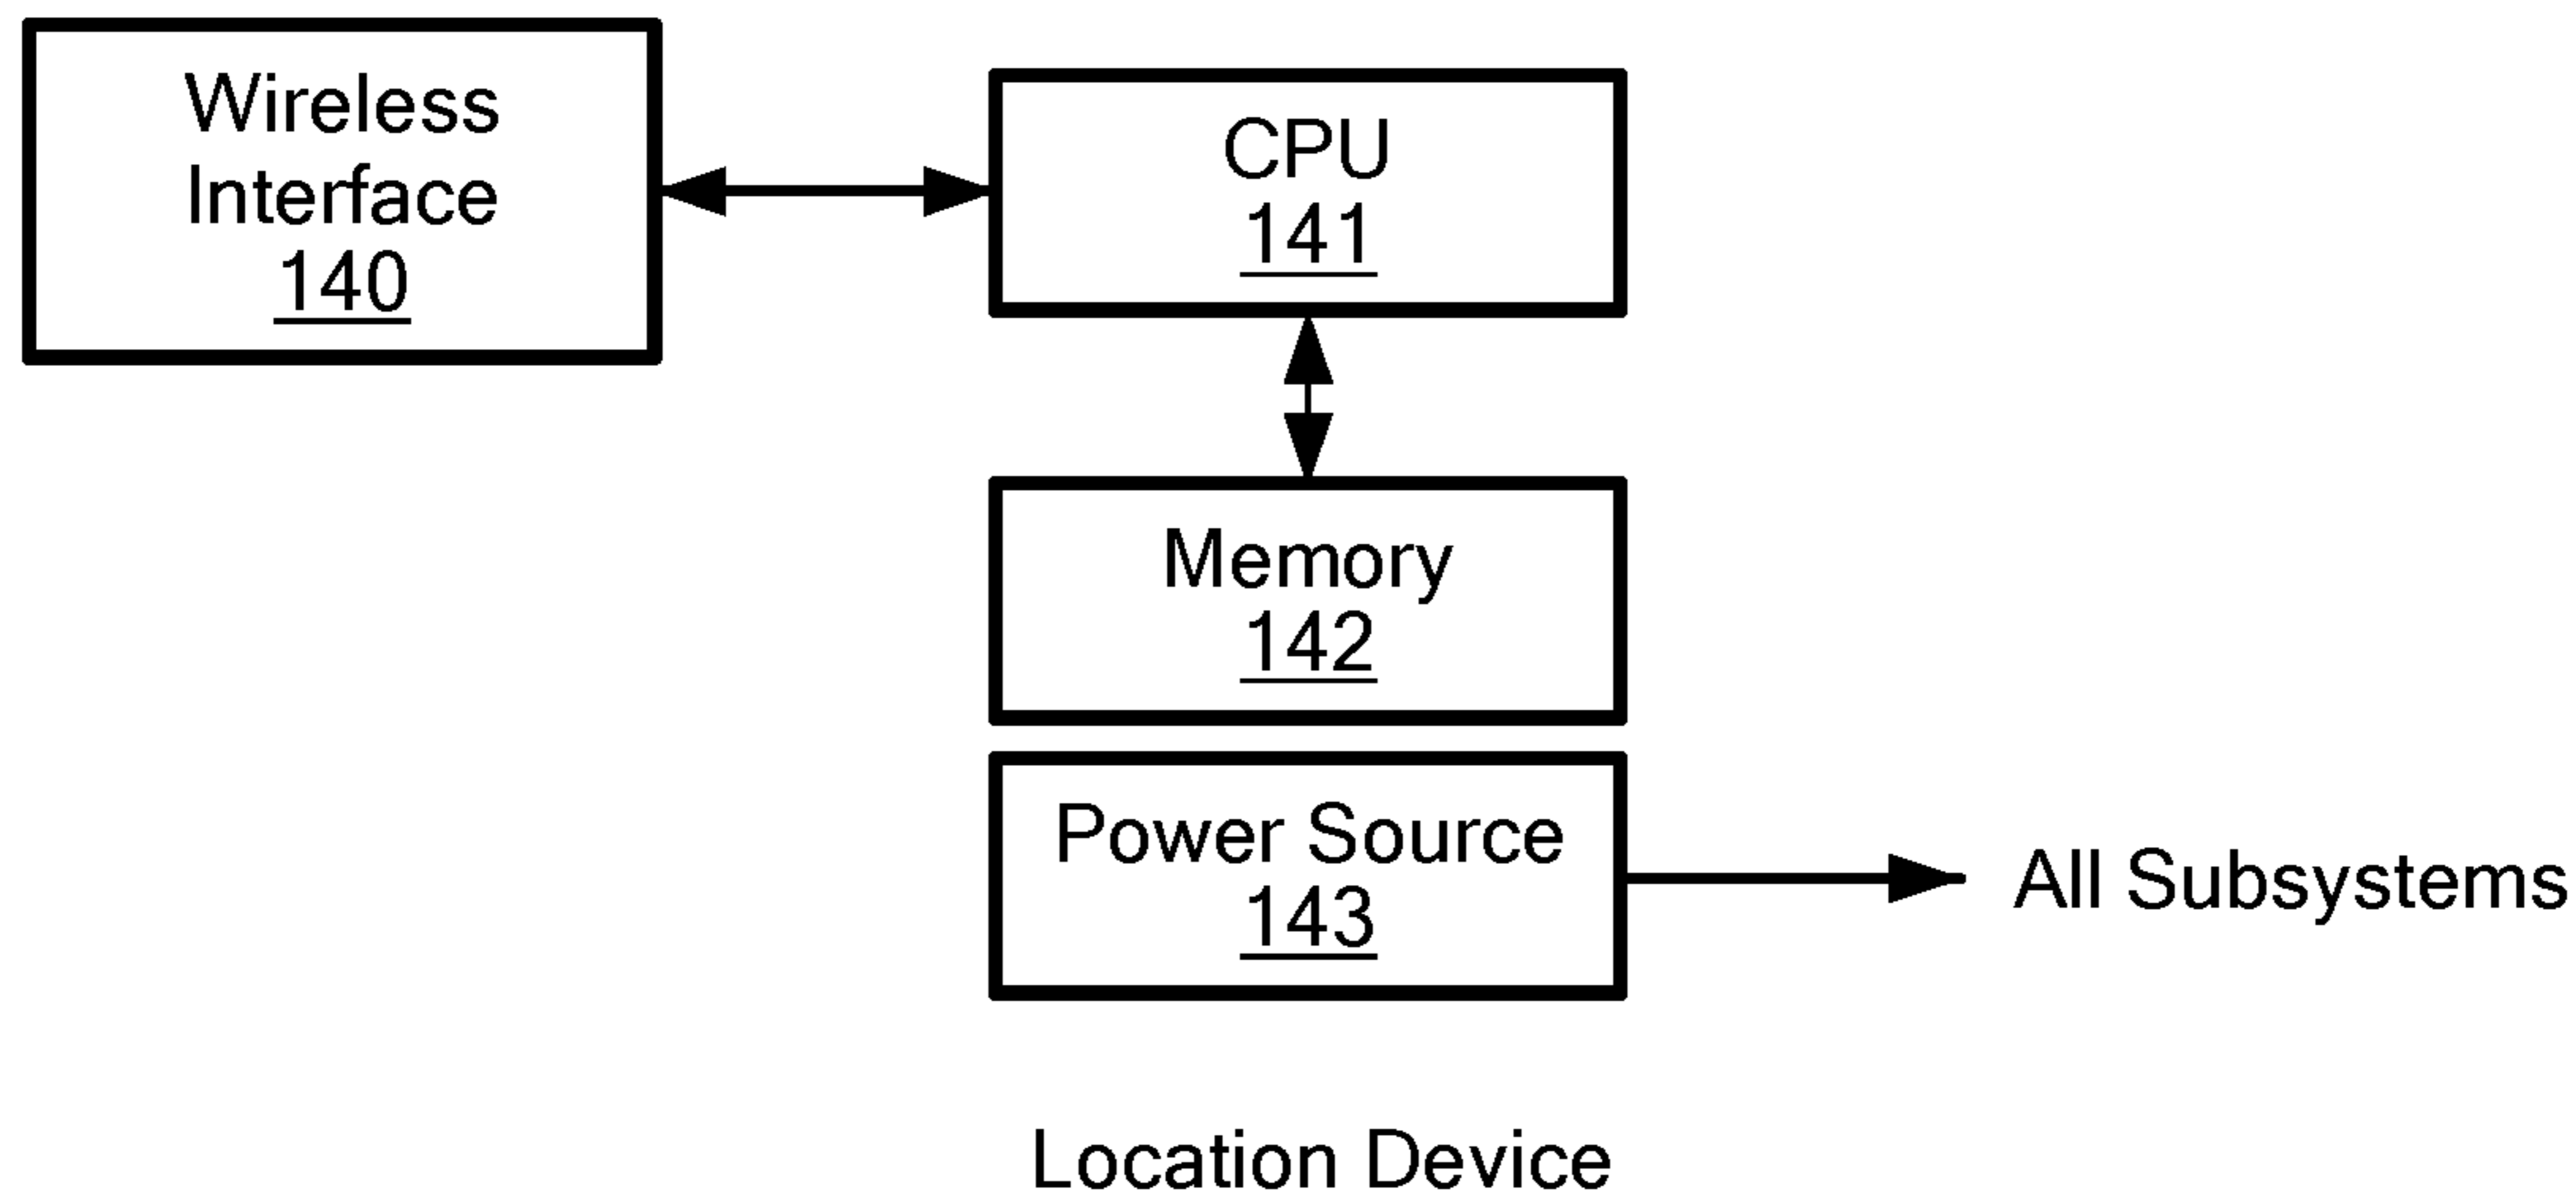 Wireless
Interface
140
CPU
141
Memory
142
Power Source
143
All Subsystems
Location Device